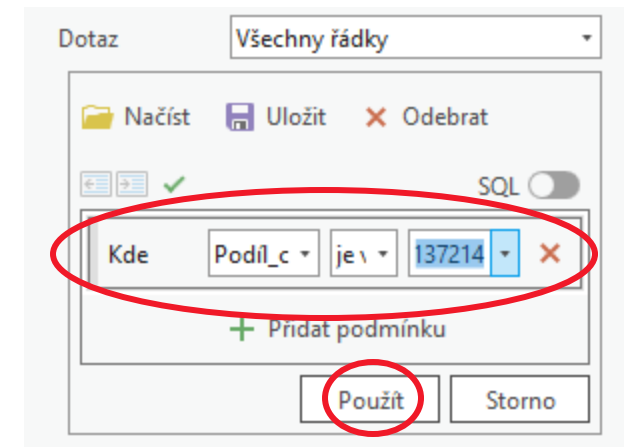 Dotaz Všechny řádky
Načíst Uložit Odebrat
SQL
Kde Podíl_c je v 137214
Přidat podmínku
Použít Storno